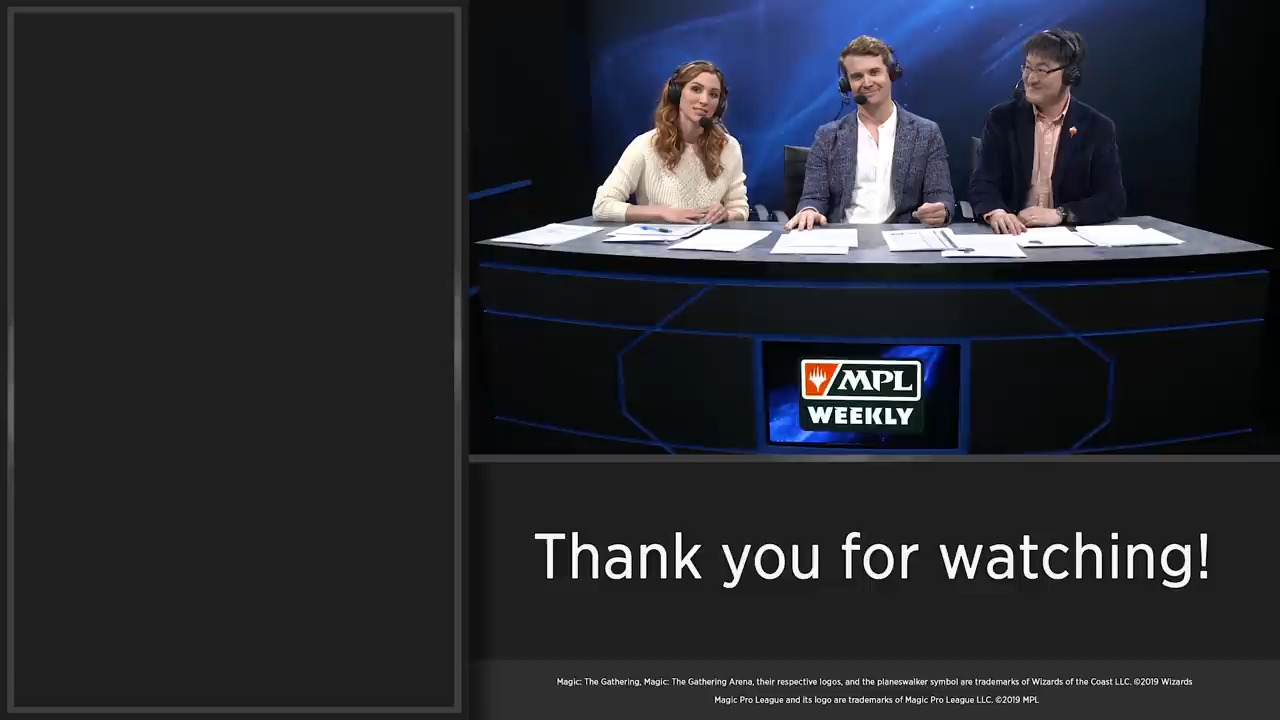 MPL
WEEKLY
Thank you for watching!
Magic: The Gathering, Magic: The Gathering Arena, their respective logos, and the planeswalker symbol are trademarks of Wizards of the Coast LLC. ©2019 Wizards
Magic Pro League and its logo are trademarks of Magic Pro League LLC. ©2019 MPL